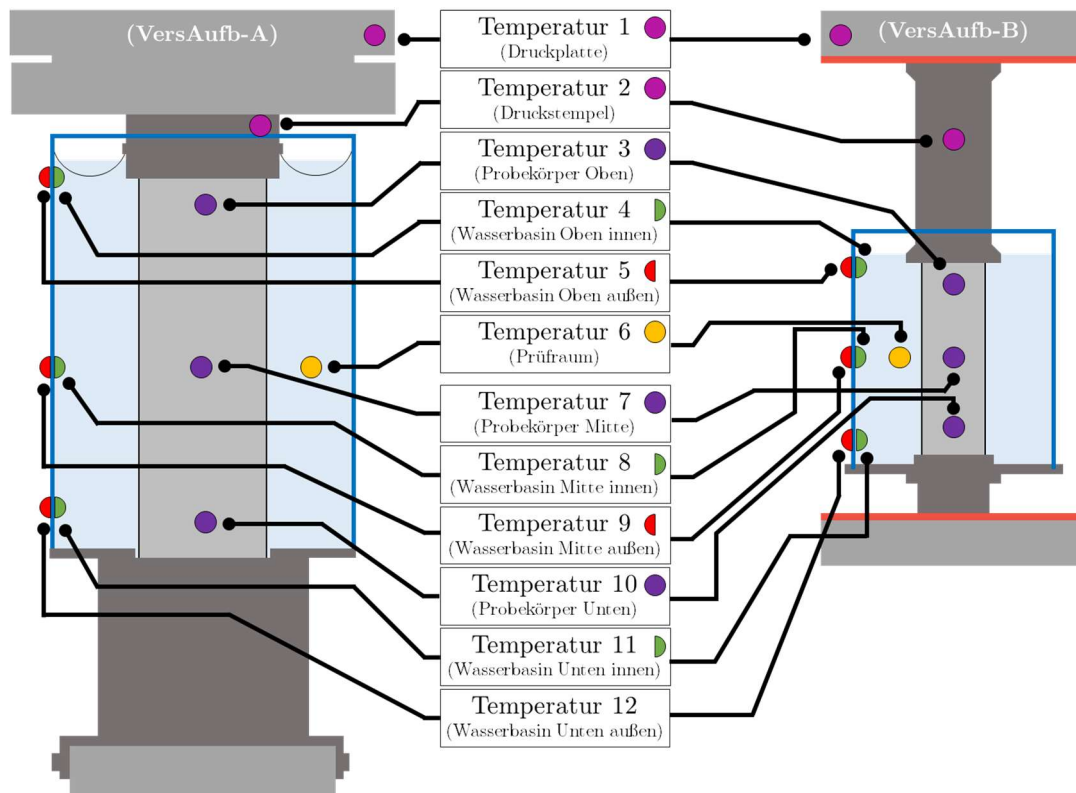 (VersAufb-A)
(VersAufb-B)
Temperatur 1
(Druckplatte)
Temperatur 2
(Druckstempel)
Temperatur 3
(Probekörper Oben)
Temperatur 4
(Wasserbasin Oben innen)
Temperatur 5
(Wasserbasin Oben außen)
Temperatur 6
(Prüfraum)
Temperatur 7
(Probekörper Mitte)
Temperatur 8
(Wasserbasin Mitte innen)
Temperatur 9
(Wasserbasin Mitte außen)
Temperatur 10
(Probekörper Unten)
Temperatur 11
(Wasserbasin Unten innen)
Temperatur 12
(Wasserbasin Unten außen)